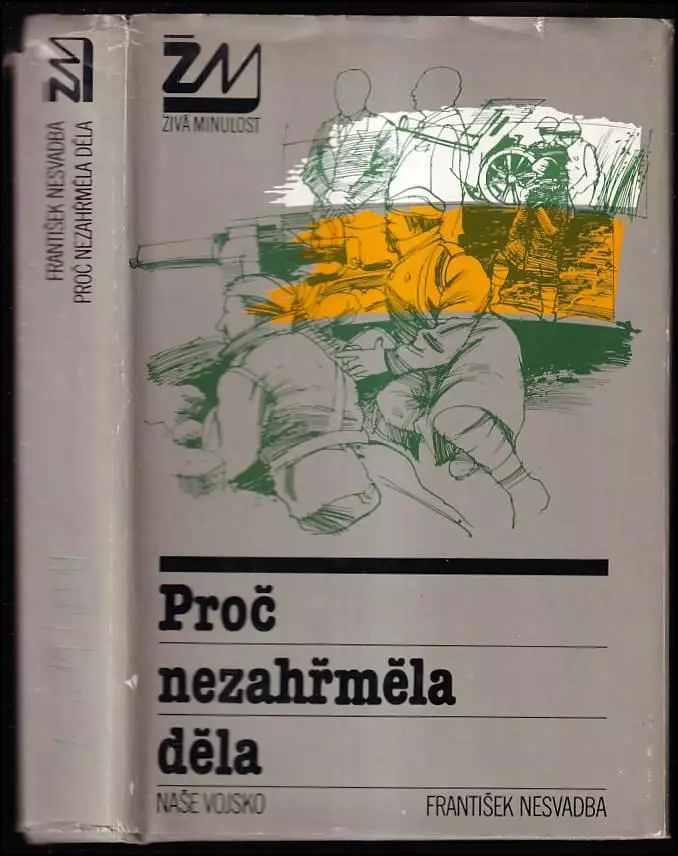 ŽM
ŽIVÁ MINULOST
Proč
nezahřměla
děla
NAŠE VOJSKO
FRANTIŠEK NESVADBA
ŽM
FRANTIŠEK NESVADBA
PROČ NEZAHŘMĚLA DĚLA